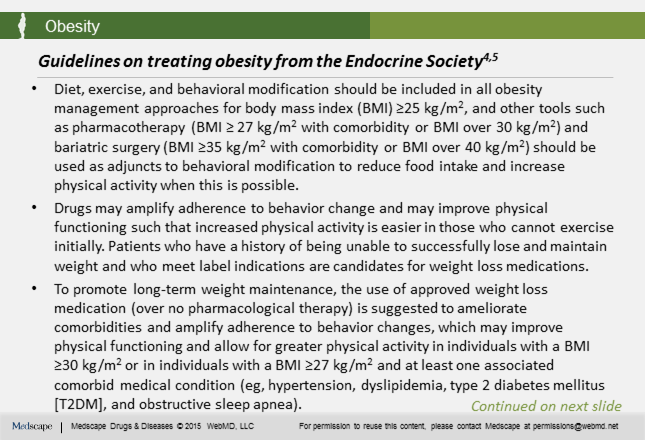 Obesity
Guidelines on treating obesity from the Endocrine Society4,5
• Diet, exercise, and behavioral modification should be included in all obesity
management approaches for body mass index (BMI) ≥25 kg/m², and other tools such
as pharmacotherapy (BMI ≥ 27 kg/m² with comorbidity or BMI over 30 kg/m²) and
bariatric surgery (BMI ≥35 kg/m² with comorbidity or BMI over 40 kg/m²) should be
used as adjuncts to behavioral modification to reduce food intake and increase
physical activity when this is possible.
• Drugs may amplify adherence to behavior change and may improve physical
functioning such that increased physical activity is easier in those who cannot exercise
initially. Patients who have a history of being unable to successfully lose and maintain
weight and who meet label indications are candidates for weight loss medications.
• To promote long-term weight maintenance, the use of approved weight loss
medication (over no pharmacological therapy) is suggested to ameliorate
comorbidities and amplify adherence to behavior changes, which may improve
physical functioning and allow for greater physical activity in individuals with a BMI
≥30 kg/m² or in individuals with a BMI ≥27 kg/m² and at least one associated
comorbid medical condition (eg, hypertension, dyslipidemia, type 2 diabetes mellitus
[T2DM], and obstructive sleep apnea).
Continued on next slide
Medscape | Medscape Drugs & Diseases © 2015 WebMD, LLC For permission to reuse this content, please contact Medscape at permissions@webmd.net